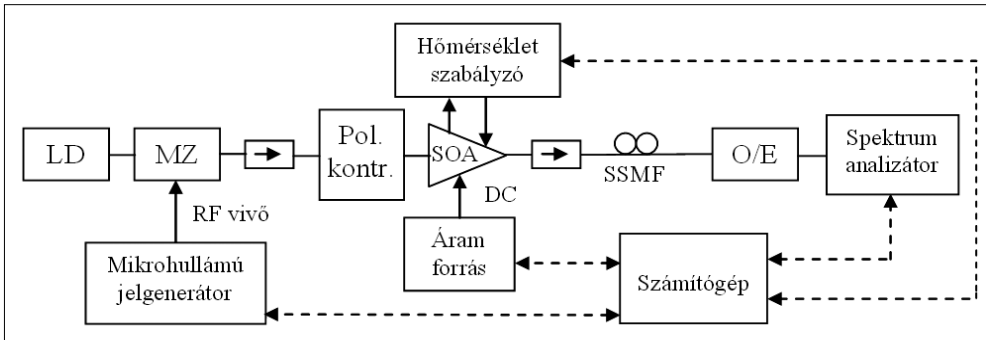 Hőmérséklet
szabályzó
LD
MZ
Pol.
kontr.
SOA
SSMF
O/E
Spektrum
analizátor
RF vivő
DC
Mikrohullámú
jelgenerátor
Áram
forrás
Számítógép